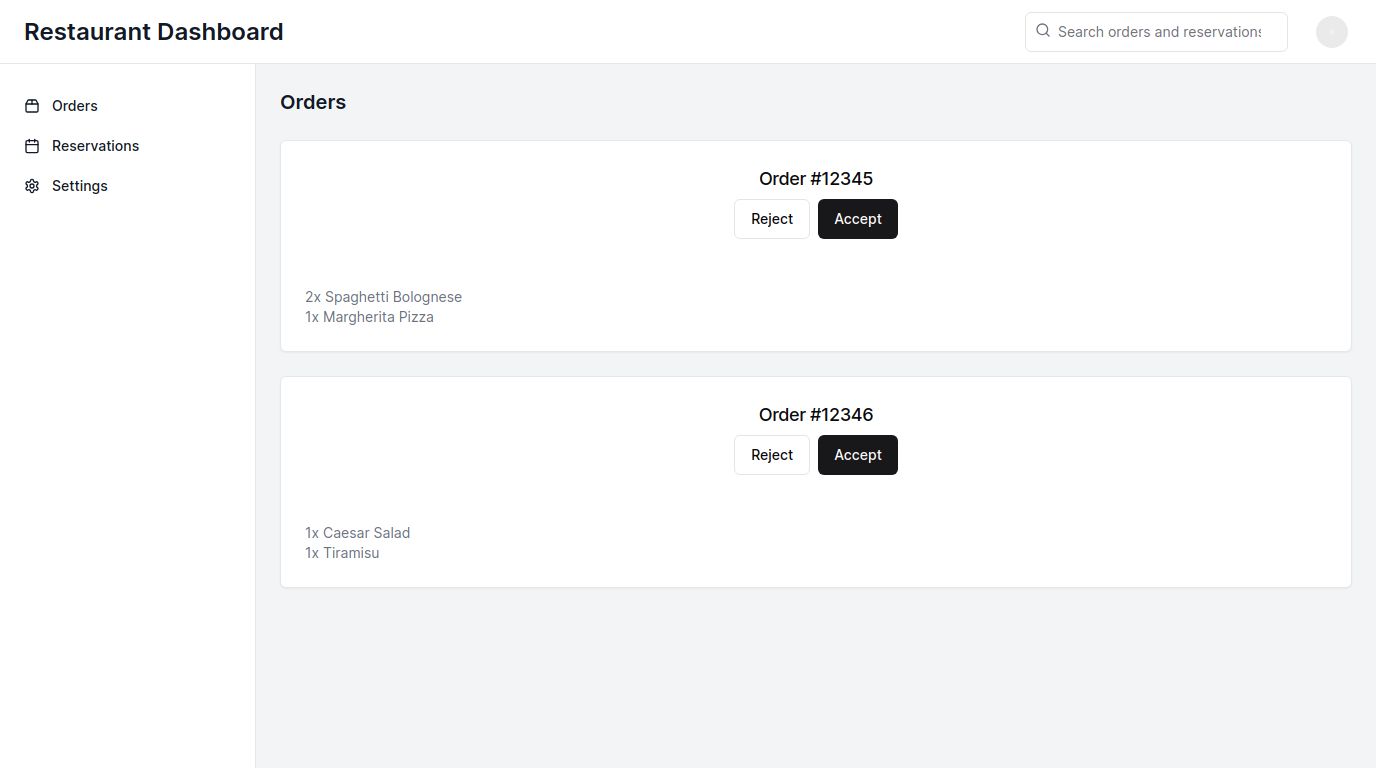 Restaurant Dashboard
Search orders and reservations
Orders
Reservations
Settings
Orders
Order #12345
Reject Accept
2x Spaghetti Bolognese
1x Margherita Pizza
Order #12346
Reject Accept
1x Caesar Salad
1x Tiramisu